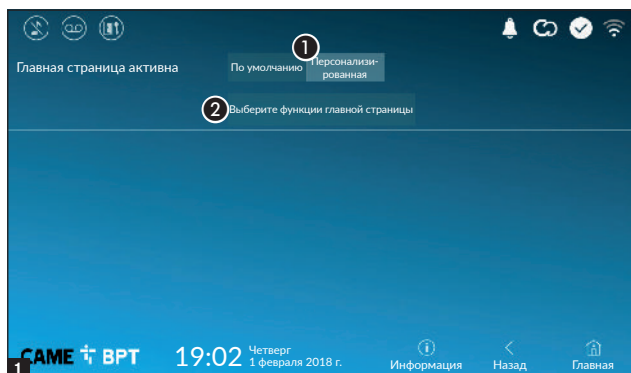 1
Главная страница активна
По умолчанию
Персонализи-
рованная
2 Выберите функции главной страницы
CAME BPT
19:02
Четверг
1 февраля 2018 г.
Информация
Назад
Главная
1